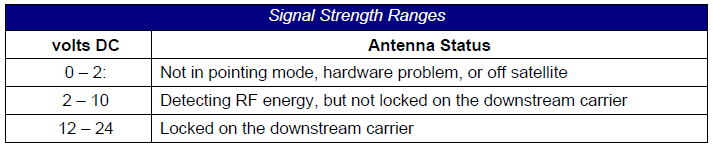 Signal Strength Ranges
volts DC Antenna Status
0 – 2: Not in pointing mode, hardware problem, or off satellite
2 – 10 Detecting RF energy, but not locked on the downstream carrier
12 – 24 Locked on the downstream carrier